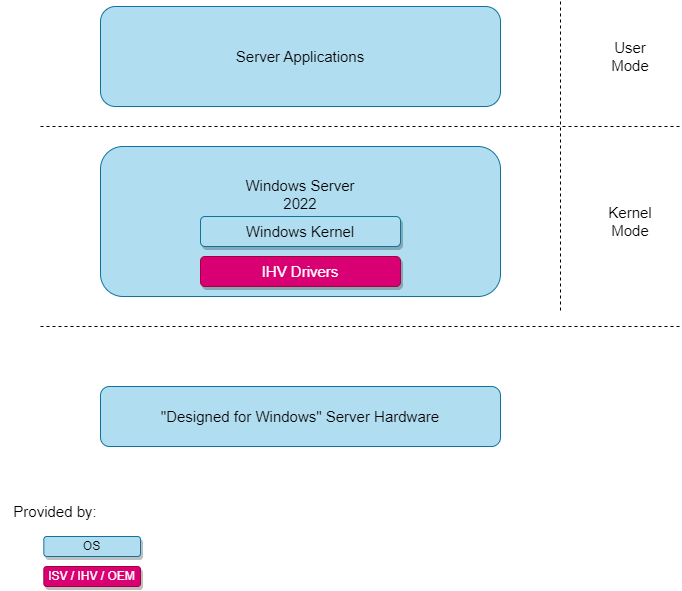 Server Applications
User
Mode
Windows Server
2022
Windows Kernel
IHV Drivers
Kernel
Mode
"Designed for Windows" Server Hardware
Provided by:
OS
ISV / IHV / OEM